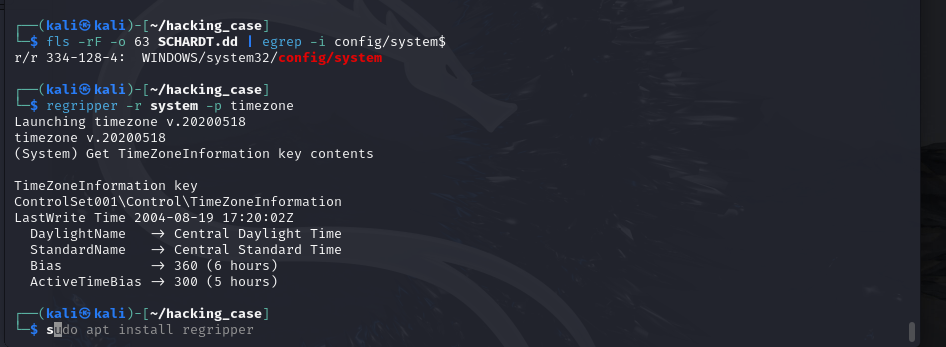 ┌──(kali㉿kali)-[~/hacking_case]
└─$ fls -rF -o 63 SCHARDT.dd | egrep -i config/system$
r/r 334-128-4:  WINDOWS/system32/config/system
┌──(kali㉿kali)-[~/hacking_case]
└─$ regripper -r system -p timezone
Launching timezone v.20200518
timezone v.20200518
(System) Get TimeZoneInformation key contents
TimeZoneInformation key
ControlSet001\Control\TimeZoneInformation
LastWrite Time 2004-08-19 17:20:02Z
  DaylightName   -> Central Daylight Time
  StandardName   -> Central Standard Time
  Bias           -> 360 (6 hours)
  ActiveTimeBias -> 300 (5 hours)
┌──(kali㉿kali)-[~/hacking_case]
└─$ sudo apt install regripper